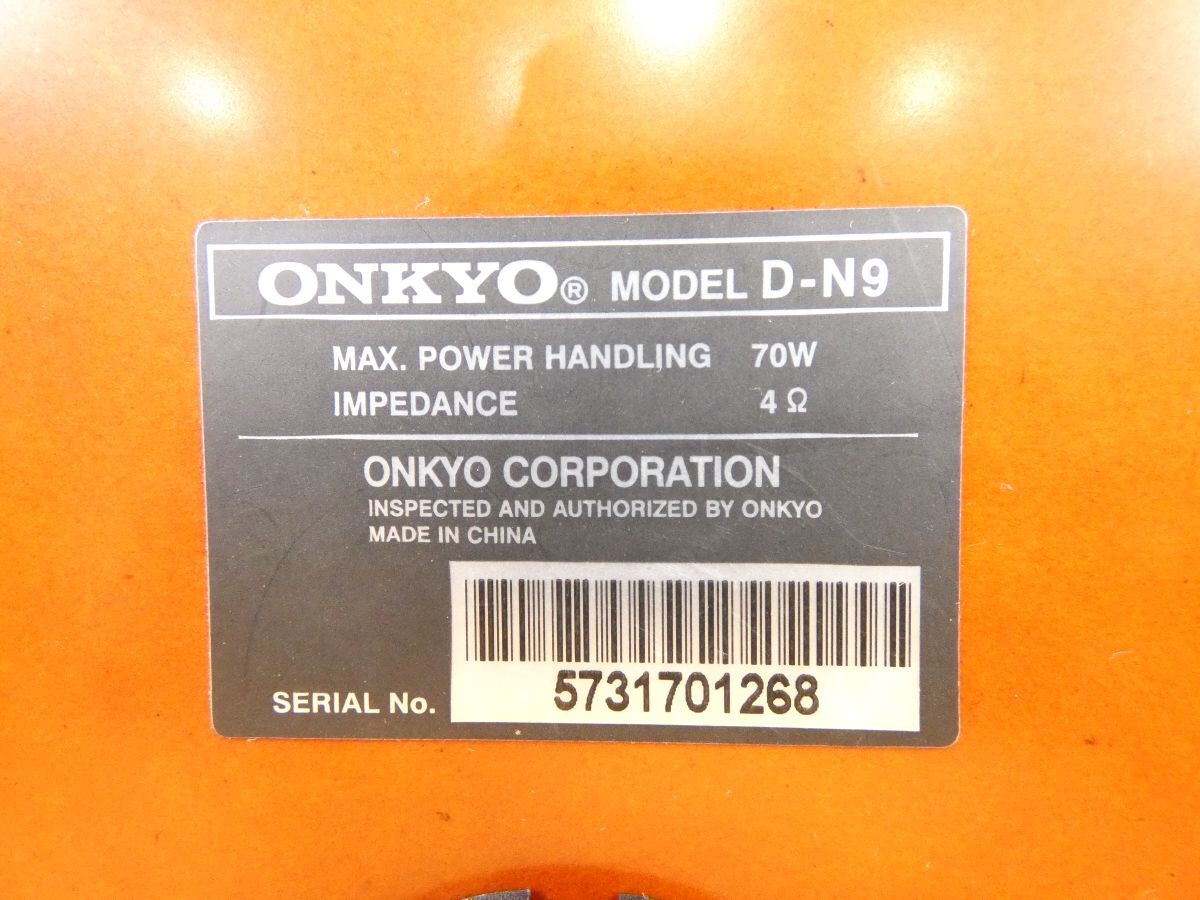 ONKYO® MODEL D-N9
MAX. POWER HANDLING 70W
IMPEDANCE 4 Ω
ONKYO CORPORATION
INSPECTED AND AUTHORIZED BY ONKYO
MADE IN CHINA
SERIAL No. 5731701268